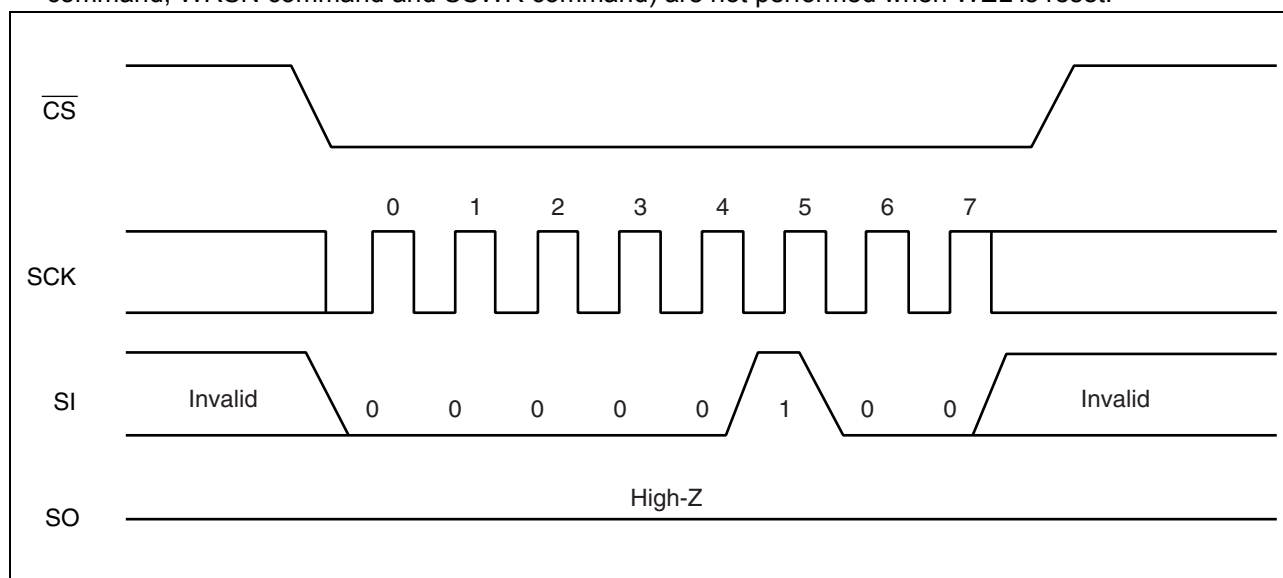 command, WRSN command and SSWR command) are not performed when WEL is reset.
CS
0 1 2 3 4 5 6 7
SCK
SI Invalid 0 0 0 0 0 1 0 0 Invalid
High-Z
SO